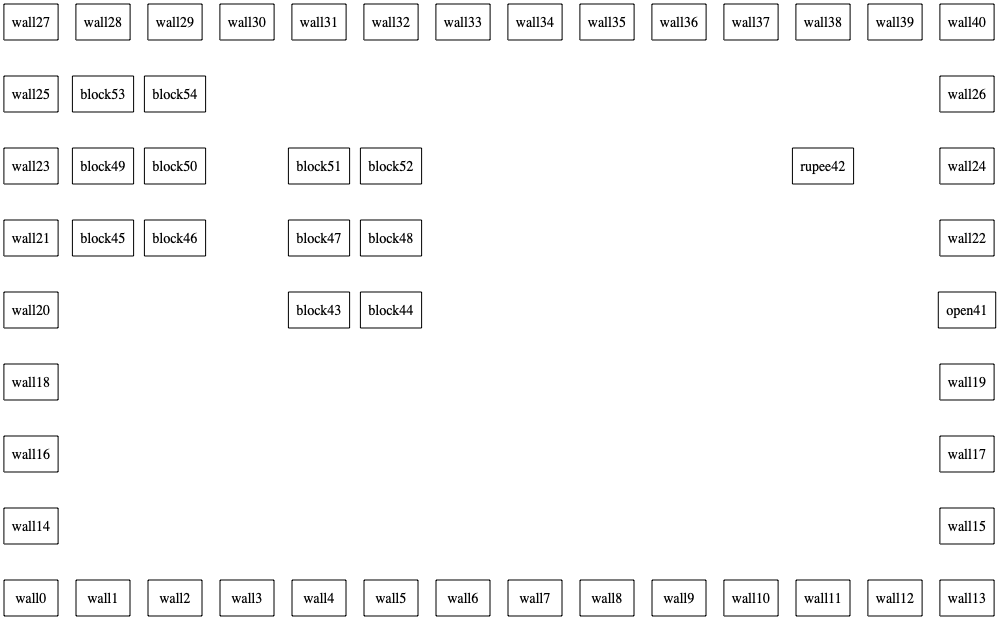 wall27 wall28 wall29 wall30 wall31 wall32 wall33 wall34 wall35 wall36 wall37 wall38 wall39 wall40
wall25 block53 block54 wall26
wall23 block49 block50 block51 block52 rupee42 wall24
wall21 block45 block46 block47 block48 wall22
wall20 block43 block44 open41
wall18 wall19
wall16 wall17
wall14 wall15
wall0 wall1 wall2 wall3 wall4 wall5 wall6 wall7 wall8 wall9 wall10 wall11 wall12 wall13